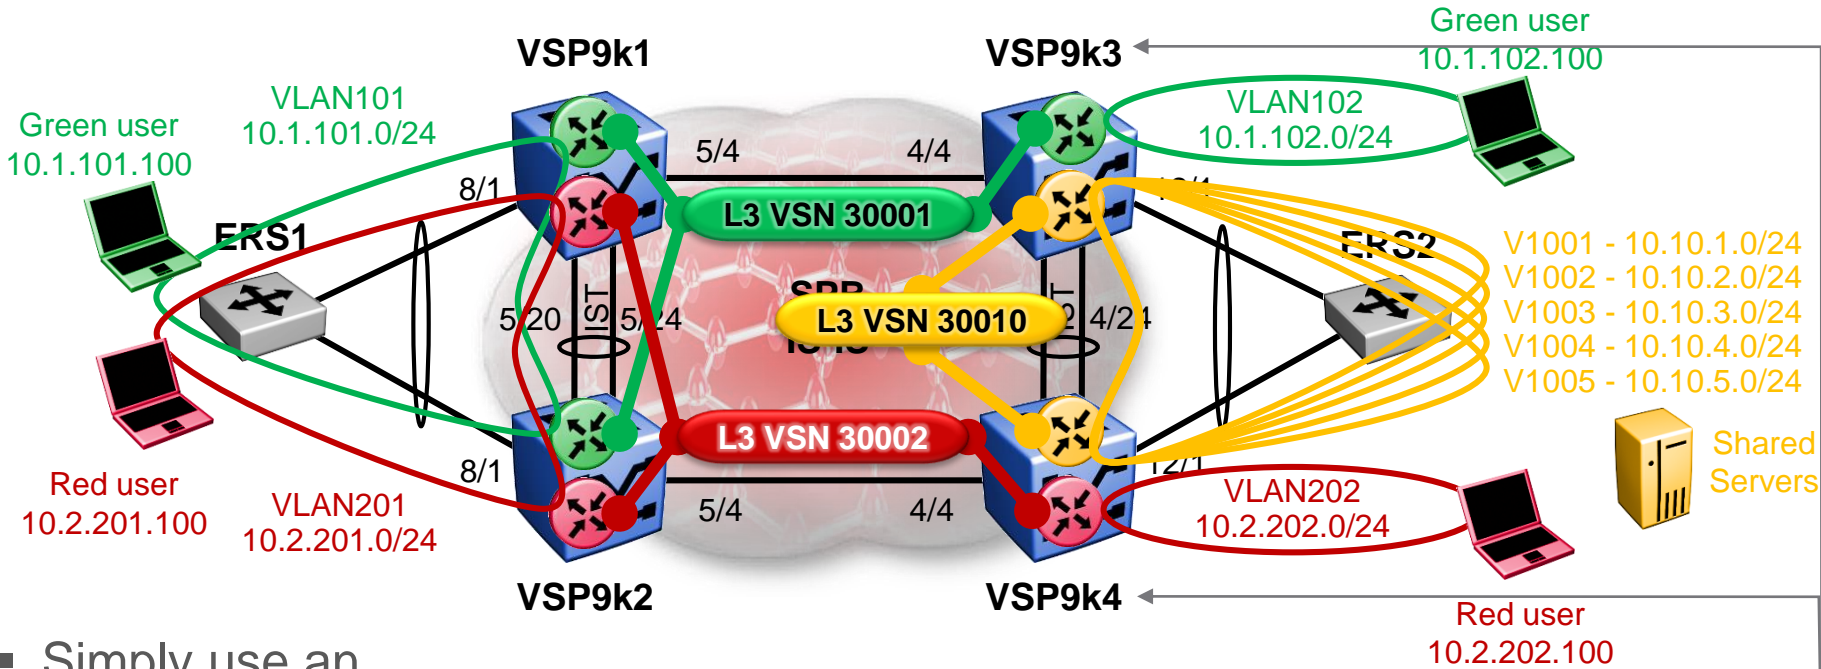 Green user
10.1.102.100
VSP9k1
VSP9k3
VLAN101
10.1.101.0/24
Green user
10.1.101.100
VLAN102
10.1.102.0/24
5/4
4/4
8/1
L3 VSN 30001
ERS1
ERS2
V1001 - 10.10.1.0/24
V1002 - 10.10.2.0/24
V1003 - 10.10.3.0/24
V1004 - 10.10.4.0/24
V1005 - 10.10.5.0/24
SPB
5/20
IST
5/24
L3 VSN 30010
4/24
L3 VSN 30002
Shared
Servers
8/1
12/1
Red user
10.2.201.100
VLAN201
10.2.201.0/24
5/4
4/4
VLAN202
10.2.202.0/24
VSP9k2
VSP9k4
Red user
10.2.202.100
Simply use an